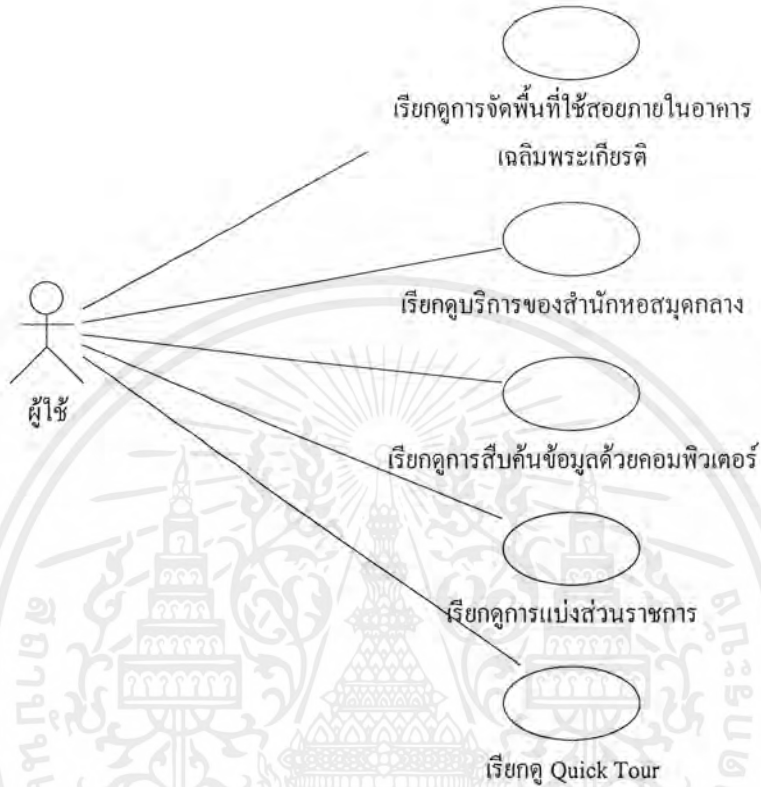 เรียกดูการจัดพื้นที่ใช้สอยภายในอาคาร
เฉลิมพระเกียรติ
เรียกดูบริการของสำนักหอสมุดกลาง
ผู้ใช้
เรียกดูการสืบค้นข้อมูลด้วยคอมพิวเตอร์
เรียกดูการแบ่งส่วนราชการ
เรียกดู Quick Tour